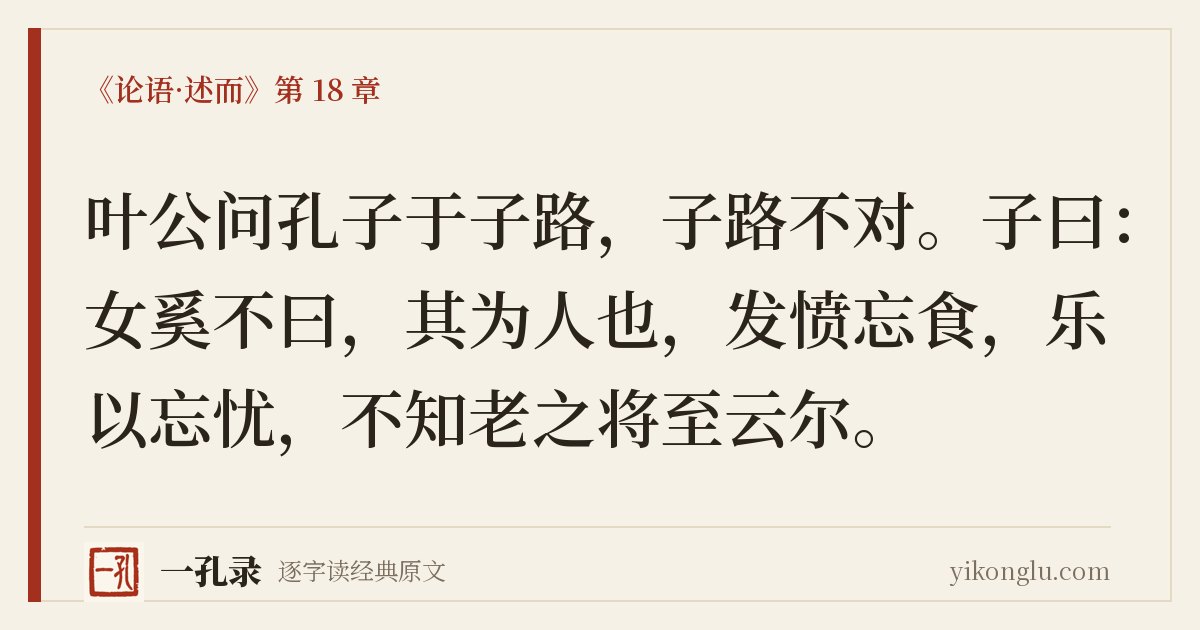 《论语·述而》第 18 章
叶公问孔子于子路，子路不对。子曰：
女奚不曰，其为人也，发愤忘食，乐
以忘忧，不知老之将至云尔。
一孔
一孔录 逐字读经典原文 yikonglu.com